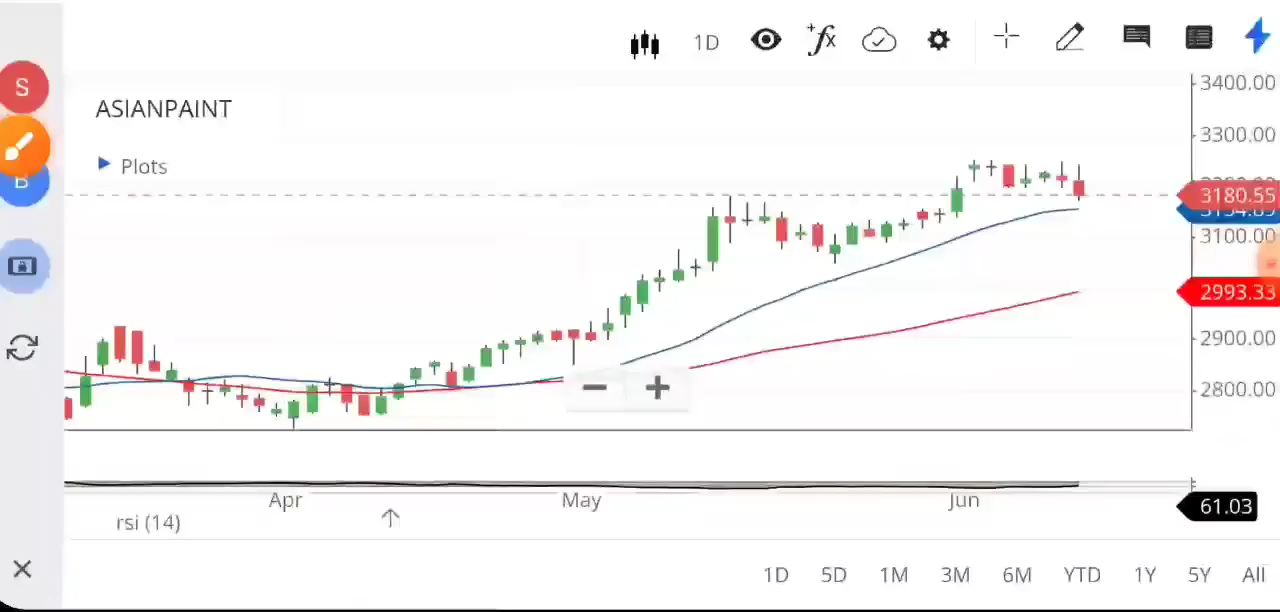 1D
fx
S
ASIANPAINT
B
Plots
3400.00
3300.00
3180.55
3100.00
2993.33
2900.00
2800.00
Apr
May
Jun
rsi (14)
61.03
1D 5D 1M 3M 6M YTD 1Y 5Y All